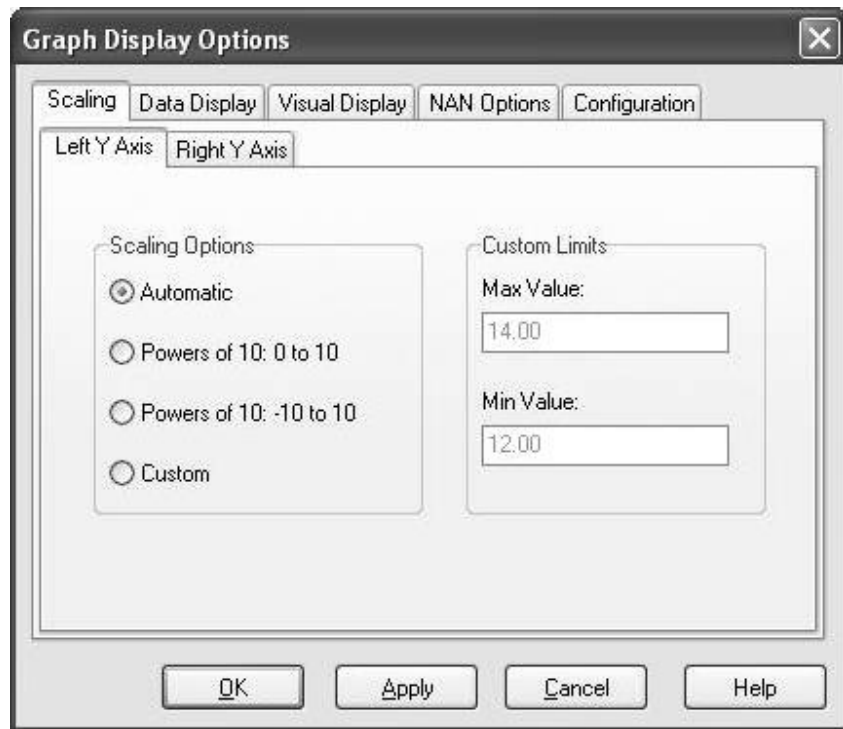 Graph Display Options
Scaling Data Display Visual Display NAN Options Configuration
Left Y Axis Right Y Axis
Scaling Options
Automatic
Powers of 10: 0 to 10
Powers of 10: -10 to 10
Custom
Custom Limits
Max Value:
14.00
Min Value:
12.00
OK Apply Cancel Help